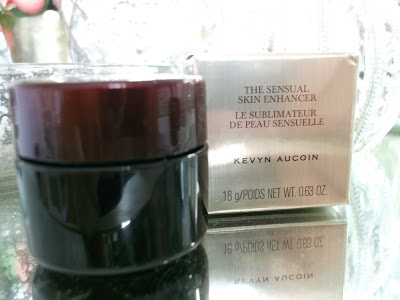 THE SENSUAL
SKIN ENHANCER
LE SUBLIMATEUR
DE PEAU SENSUELLE
KEVYN AUCOIN
18 g/POIDS NET WT. 0.63 OZ.